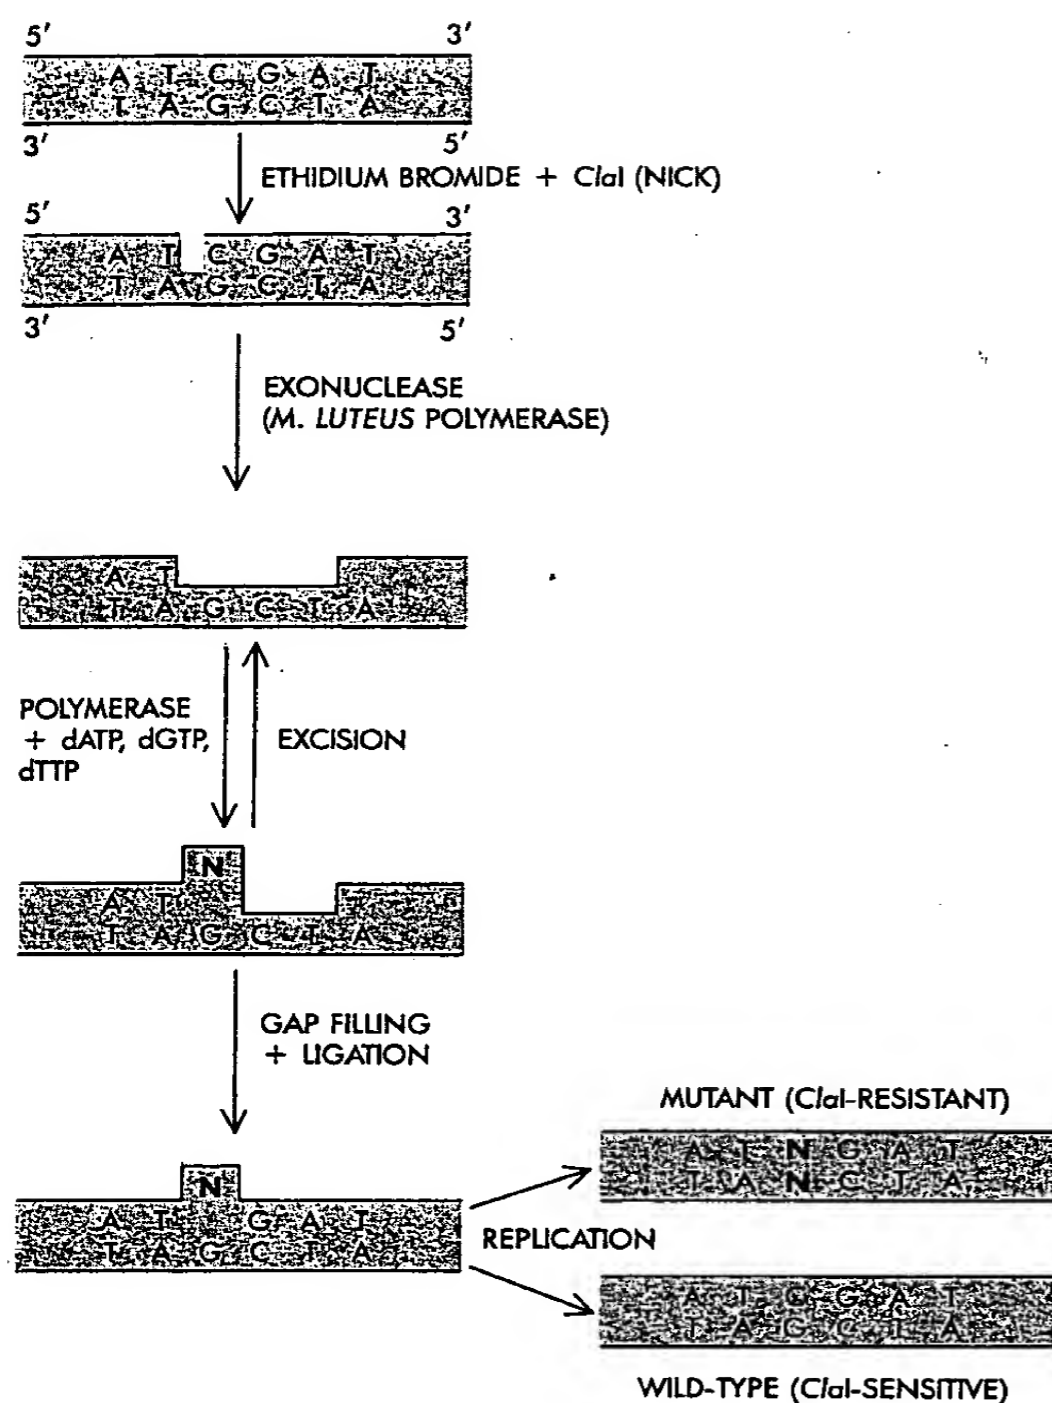 5′ 3′
A T C G A T
T A G C T A
3′ 5′
ETHIDIUM BROMIDE + ClaI (NICK)
5′ 3′
A T C G A T
T A G C T A
3′ 5′
EXONUCLEASE
(M. LUTEUS POLYMERASE)
A T
T A G C T A
POLYMERASE
+ dATP, dGTP,
dTTP
EXCISION
N
A T
T A G C T A
GAP FILLING
+ LIGATION
N
A T G A T
T A G C T A
REPLICATION
MUTANT (ClaI-RESISTANT)
A T N G A T
T A N C T A
A T C G A T
T A G C T A
WILD-TYPE (ClaI-SENSITIVE)